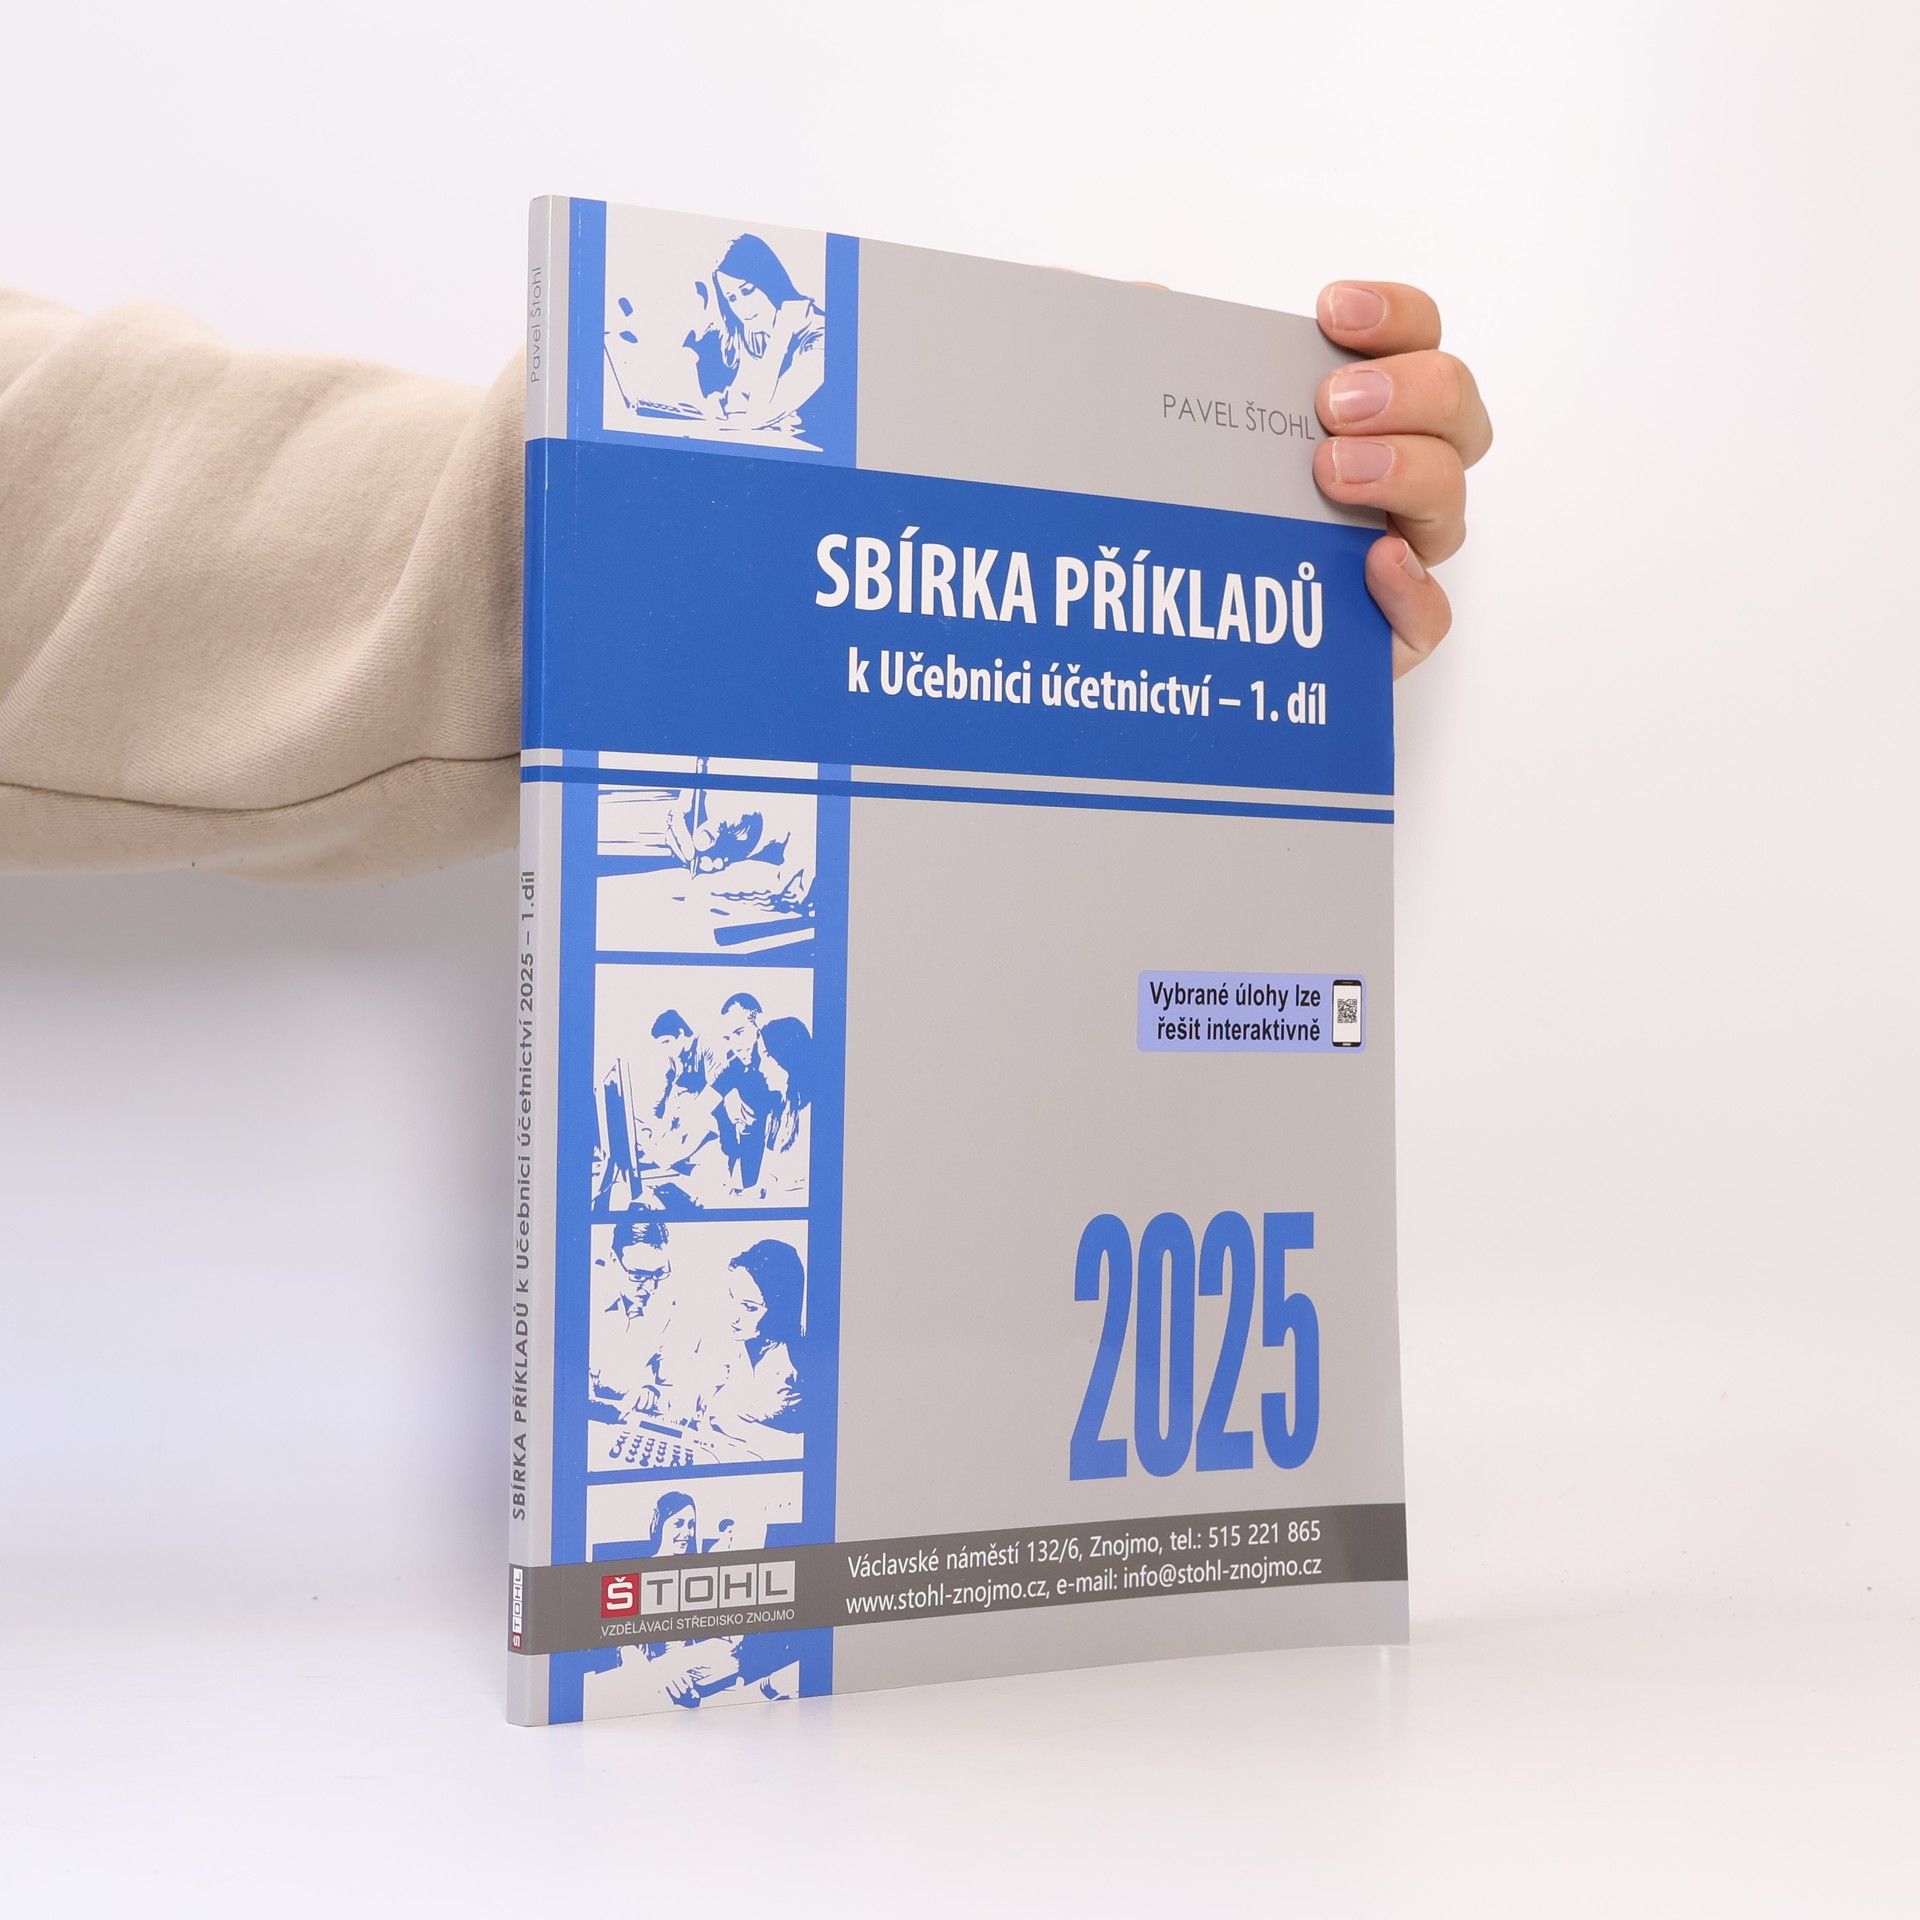 Pavel Štohl
SBÍRKA PŘÍKLADŮ k Učebnici účetnictví 2025 – 1.díl
ŠTOHL
PAVEL ŠTOHL
SBÍRKA PŘÍKLADŮ
k Učebnici účetnictví – 1. díl
Vybrané úlohy lze
řešit interaktivně
2025
ŠTOHL
VZDĚLÁVACÍ STŘEDISKO ZNOJMO
Václavské náměstí 132/6, Znojmo, tel.: 515 221 865
www.stohl-znojmo.cz, e-mail: info@stohl-znojmo.cz